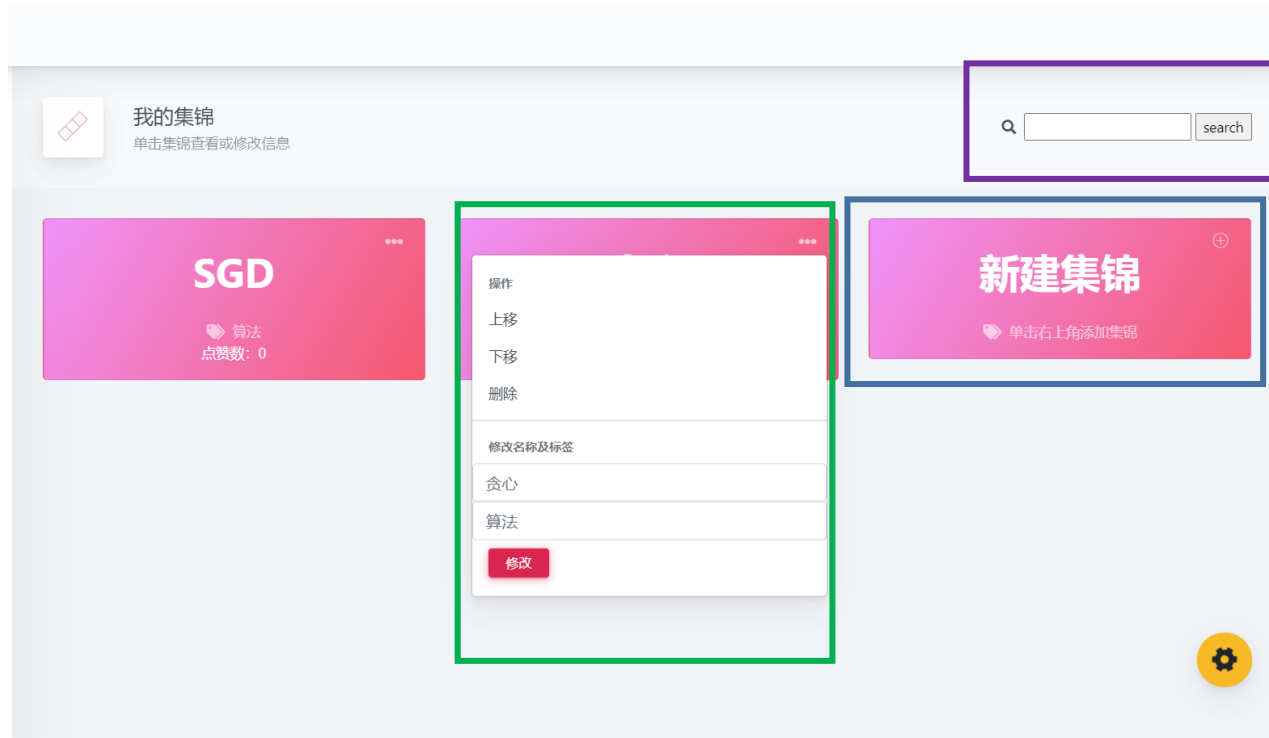 我的集锦
单击集锦查看或修改信息
search
SGD
算法
点赞数：0
操作
上移
下移
删除
修改名称及标签
贪心
算法
修改
新建集锦
单击右上角添加集锦